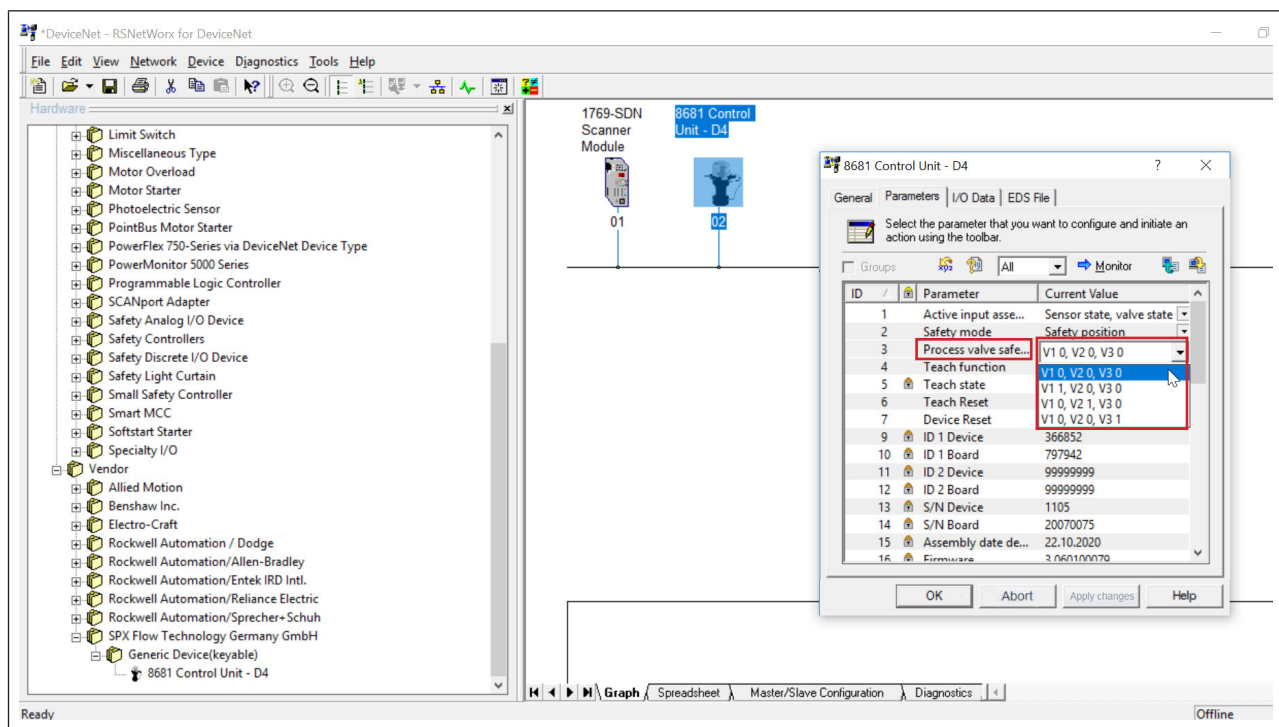 *DeviceNet - RSNetWorx for DeviceNet
File Edit View Network Device Diagnostics Tools Help
Hardware
Limit Switch
Miscellaneous Type
Motor Overload
Motor Starter
Photoelectric Sensor
PointBus Motor Starter
PowerFlex 750-Series via DeviceNet Device Type
PowerMonitor 5000 Series
Programmable Logic Controller
SCANport Adapter
Safety Analog I/O Device
Safety Controllers
Safety Discrete I/O Device
Safety Light Curtain
Small Safety Controller
Smart MCC
Softstart Starter
Specialty I/O
Vendor
Allied Motion
Benshaw Inc.
Electro-Craft
Rockwell Automation / Dodge
Rockwell Automation/Allen-Bradley
Rockwell Automation/Entek IRD Intl.
Rockwell Automation/Reliance Electric
Rockwell Automation/Sprecher+Schuh
SPX Flow Technology Germany GmbH
Generic Device(keyable)
8681 Control Unit - D4
1769-SDN
Scanner
Module
01
8681 Control
Unit - D4
02
8681 Control Unit - D4
General Parameters I/O Data EDS File
Select the parameter that you want to configure and initiate an
action using the toolbar.
Groups All Monitor
ID Parameter Current Value
1 Active input asse... Sensor state, valve state
2 Safety mode Safety position
3 Process valve safe... V1 0, V2 0, V3 0
4 Teach function V1 0, V2 0, V3 0
5 Teach state V1 1, V2 0, V3 0
6 Teach Reset V1 0, V2 1, V3 0
7 Device Reset V1 0, V2 0, V3 1
9 ID 1 Device 366852
10 ID 1 Board 797942
11 ID 2 Device 99999999
12 ID 2 Board 99999999
13 S/N Device 1105
14 S/N Board 20070075
15 Assembly date de... 22.10.2020
16 Firmware 3.060100079
OK Abort Apply changes Help
Graph Spreadsheet Master/Slave Configuration Diagnostics
Ready Offline